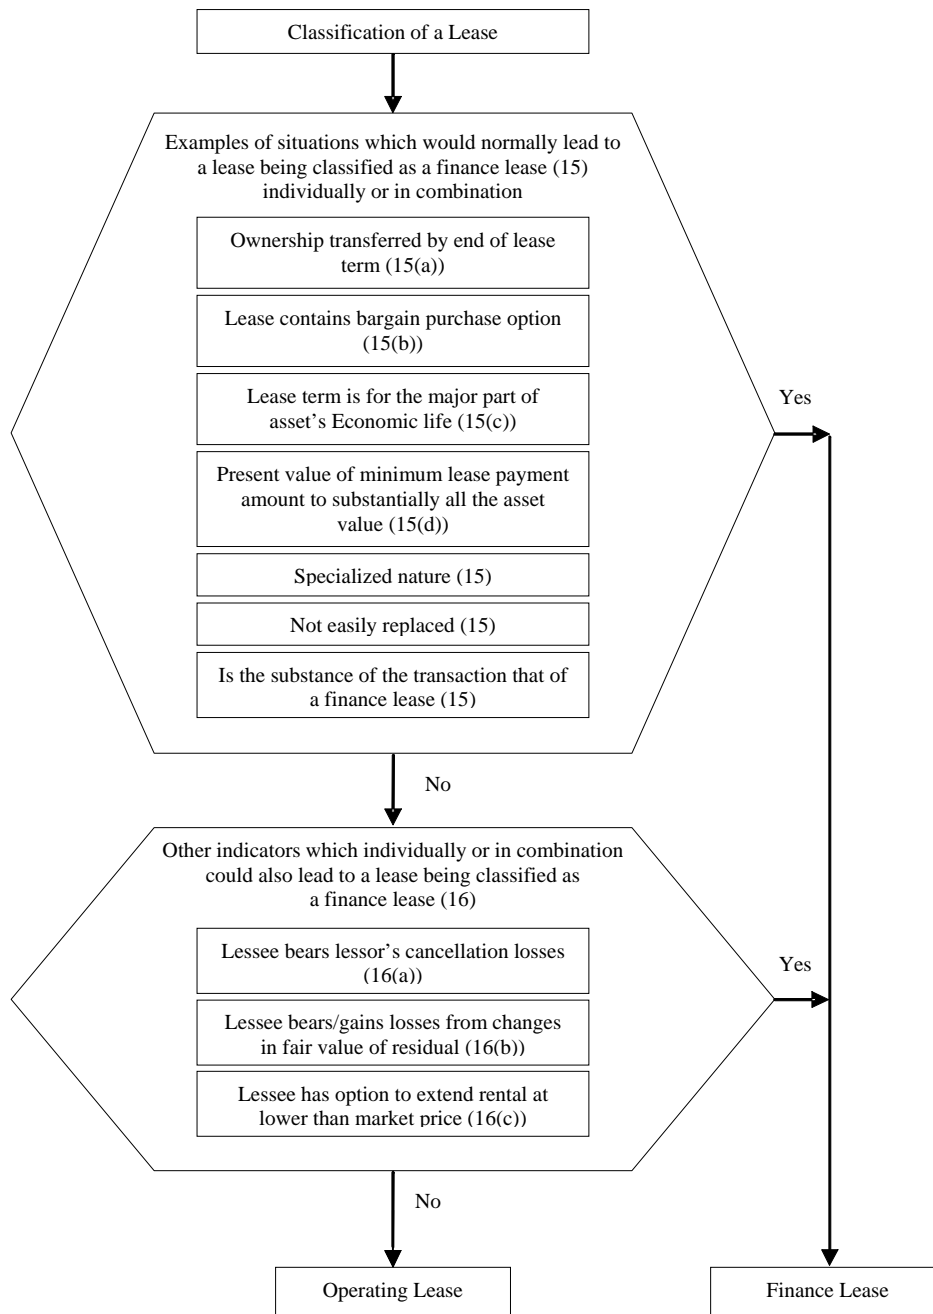 Classification of a Lease
Examples of situations which would normally lead to
a lease being classified as a finance lease (15)
individually or in combination
Ownership transferred by end of lease
term (15(a))
Lease contains bargain purchase option
(15(b))
Lease term is for the major part of
asset's Economic life (15(c))
Yes
Present value of minimum lease payment
amount to substantially all the asset
value (15(d))
Specialized nature (15)
Not easily replaced (15)
Is the substance of the transaction that of
a finance lease (15)
No
Other indicators which individually or in combination
could also lead to a lease being classified as
a finance lease (16)
Lessee bears lessor's cancellation losses
(16(a))
Yes
Lessee bears/gains losses from changes
in fair value of residual (16(b))
Lessee has option to extend rental at
lower than market price (16(c))
No
Operating Lease
Finance Lease